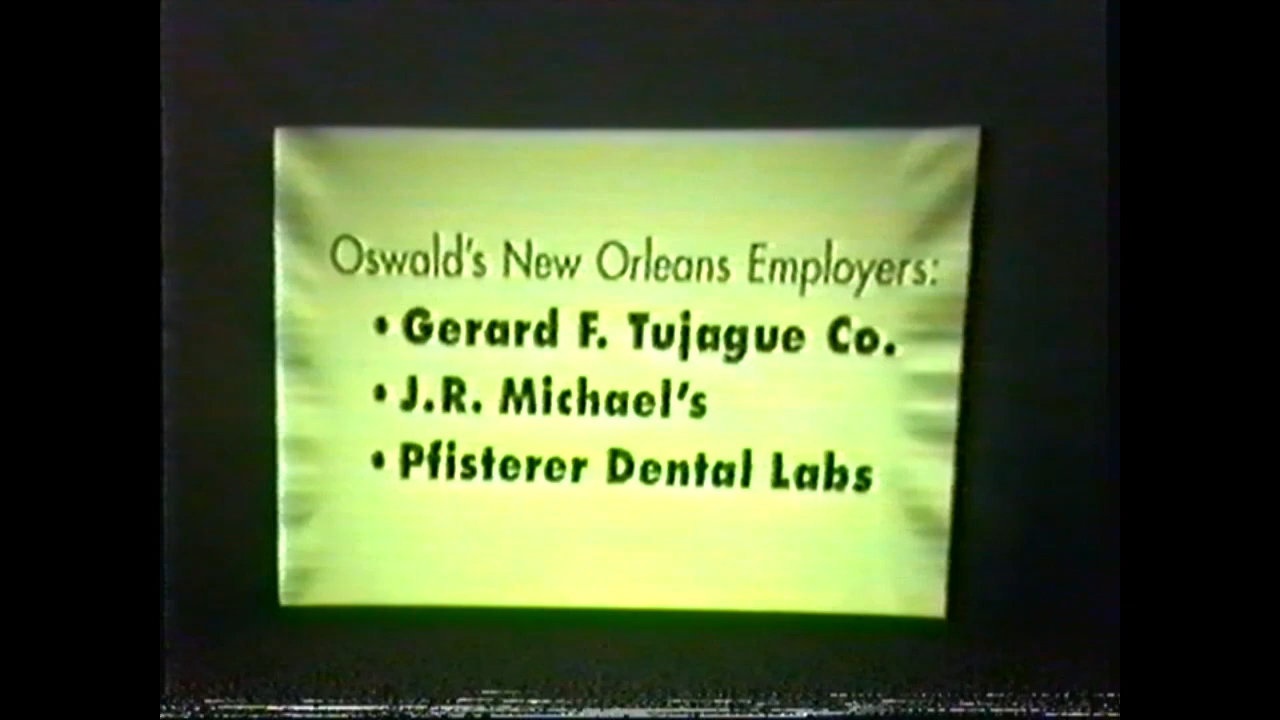 Oswald's New Orleans Employers:
• Gerard F. Tujague Co.
• J.R. Michael's
• Pfisterer Dental Labs